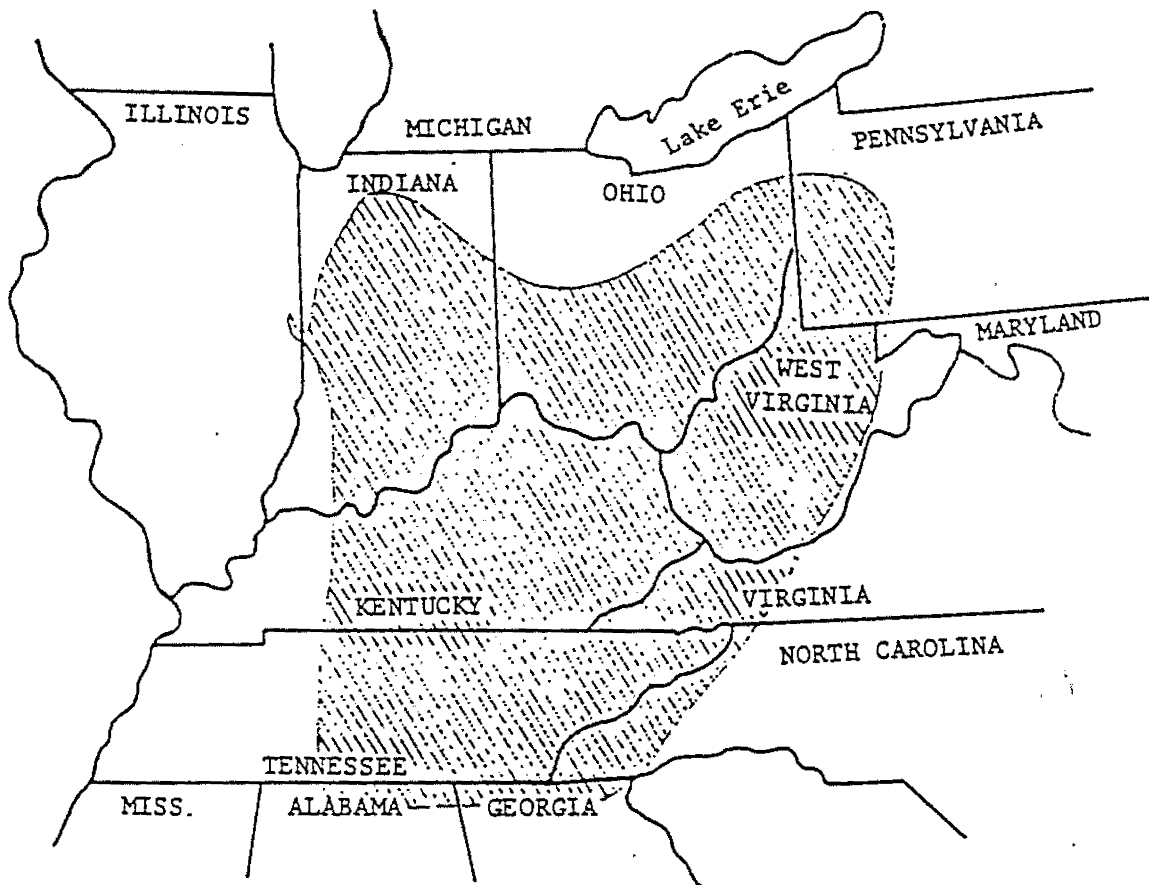 ILLINOIS
MICHIGAN
Lake Erie
PENNSYLVANIA
INDIANA
OHIO
MARYLAND
WEST
VIRGINIA
KENTUCKY
VIRGINIA
NORTH CAROLINA
TENNESSEE
MISS.
ALABAMA
GEORGIA